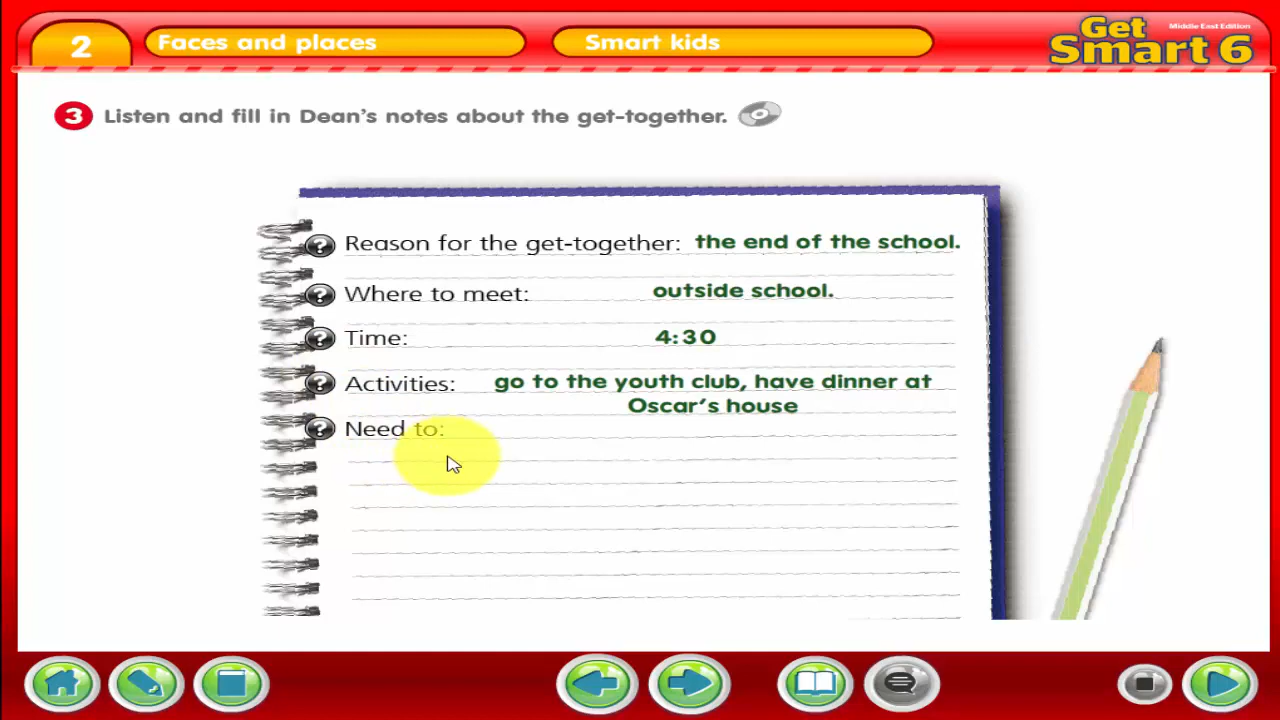 2
Faces and places
Smart kids
Middle East Edition
Get
Smart 6
3 Listen and fill in Dean's notes about the get-together.
? Reason for the get-together: the end of the school.
? Where to meet: outside school.
? Time: 4:30
? Activities: go to the youth club, have dinner at
Oscar's house
? Need to: